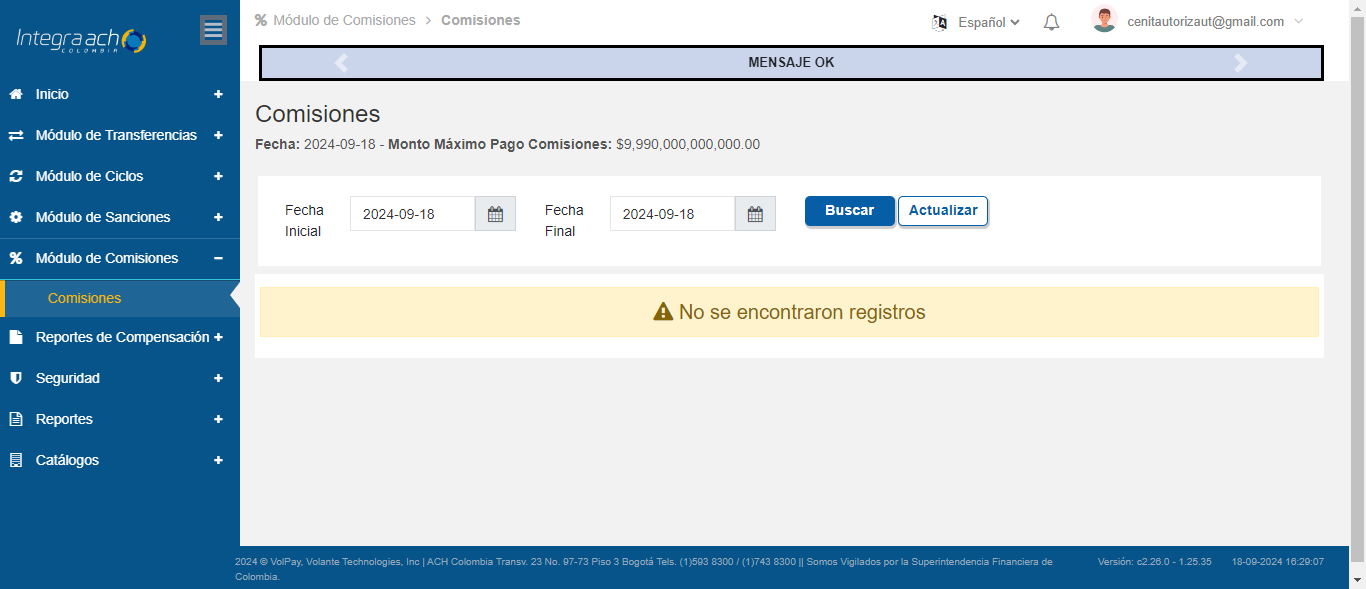 Integra ach
COLOMBIA
Módulo de Comisiones > Comisiones
Español
cenitautorizaut@gmail.com
MENSAJE OK
Inicio +
Módulo de Transferencias +
Módulo de Ciclos +
Módulo de Sanciones +
Módulo de Comisiones −
Comisiones
Reportes de Compensación +
Seguridad +
Reportes +
Catálogos +
Comisiones
Fecha: 2024-09-18 - Monto Máximo Pago Comisiones: $9,990,000,000,000.00
Fecha
Inicial
2024-09-18
Fecha
Final
2024-09-18
Buscar
Actualizar
No se encontraron registros
2024 © VolPay, Volante Technologies, Inc | ACH Colombia Transv. 23 No. 97-73 Piso 3 Bogotá Tels. (1)593 8300 / (1)743 8300 || Somos Vigilados por la Superintendencia Financiera de
Colombia.
Versión: c2.26.0 - 1.25.35
18-09-2024 16:29:07